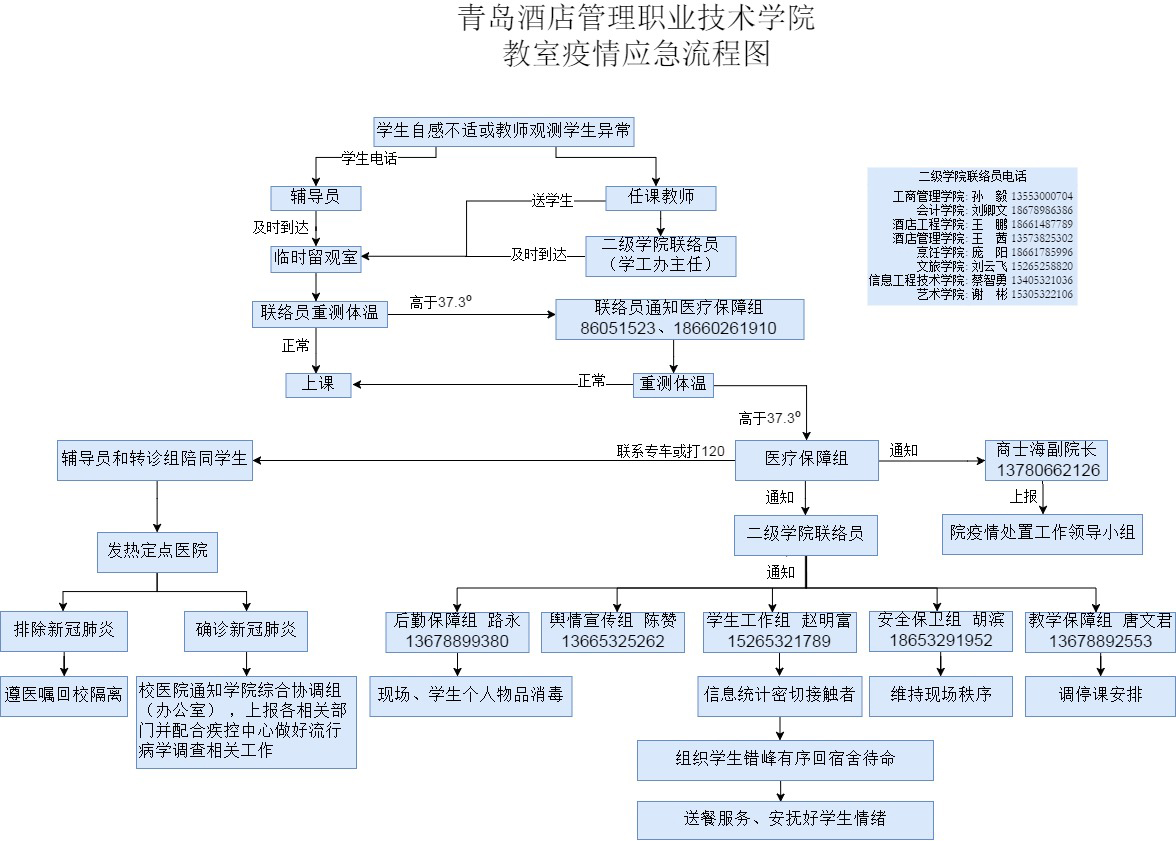 青岛酒店管理职业技术学院
教室疫情应急流程图
学生自感不适或教师观测学生异常
学生电话
辅导员
送学生
任课教师
及时到达
临时留观室
及时到达
二级学院联络员
（学工办主任）
二级学院联络员电话
工商管理学院: 孙　毅 13553000704
会计学院: 刘卿文 18678986386
酒店工程学院: 王　鹏 18661487789
酒店管理学院: 王　茜 13573825302
烹饪学院: 庞　阳 18661785996
文旅学院: 刘云飞 15265258820
信息工程技术学院: 蔡智勇 13405321036
艺术学院: 谢　彬 15305322106
联络员重测体温
高于37.3º
联络员通知医疗保障组
86051523、18660261910
正常
上课
正常
重测体温
高于37.3º
辅导员和转诊组陪同学生
联系专车或打120
医疗保障组
通知
商士海副院长
13780662126
通知
上报
发热定点医院
二级学院联络员
院疫情处置工作领导小组
通知
排除新冠肺炎
确诊新冠肺炎
后勤保障组 路永
13678899380
舆情宣传组 陈赞
13665325262
学生工作组 赵明富
15265321789
安全保卫组 胡滨
18653291952
教学保障组 唐文君
13678892553
遵医嘱回校隔离
校医院通知学院综合协调组
（办公室），上报各相关部
门并配合疾控中心做好流行
病学调查相关工作
现场、学生个人物品消毒
信息统计密切接触者
维持现场秩序
调停课安排
组织学生错峰有序回宿舍待命
送餐服务、安抚好学生情绪